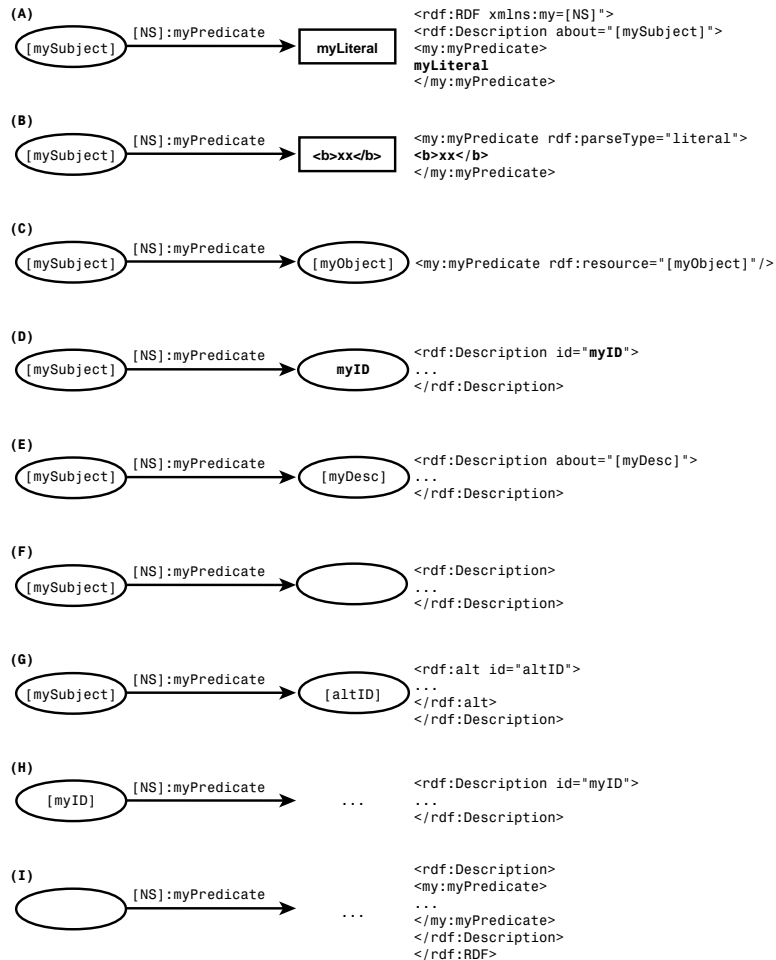 (A)
[mySubject] [NS]:myPredicate myLiteral
<rdf:RDF xmlns:my=[NS]">
<rdf:Description about="[mySubject]">
<my:myPredicate>
myLiteral
</my:myPredicate>
(B)
[mySubject] [NS]:myPredicate <b>xx</b>
<my:myPredicate rdf:parseType="literal">
<b>xx</b>
</my:myPredicate>
(C)
[mySubject] [NS]:myPredicate [myObject]
<my:myPredicate rdf:resource="[myObject]"/>
(D)
[mySubject] [NS]:myPredicate myID
<rdf:Description id="myID">
...
</rdf:Description>
(E)
[mySubject] [NS]:myPredicate [myDesc]
<rdf:Description about="[myDesc]">
...
</rdf:Description>
(F)
[mySubject] [NS]:myPredicate
<rdf:Description>
...
</rdf:Description>
(G)
[mySubject] [NS]:myPredicate [altID]
<rdf:alt id="altID">
...
</rdf:alt>
</rdf:Description>
(H)
[myID] [NS]:myPredicate ...
<rdf:Description id="myID">
...
</rdf:Description>
(I)
[NS]:myPredicate ...
<rdf:Description>
<my:myPredicate>
...
</my:myPredicate>
</rdf:Description>
</rdf:RDF>